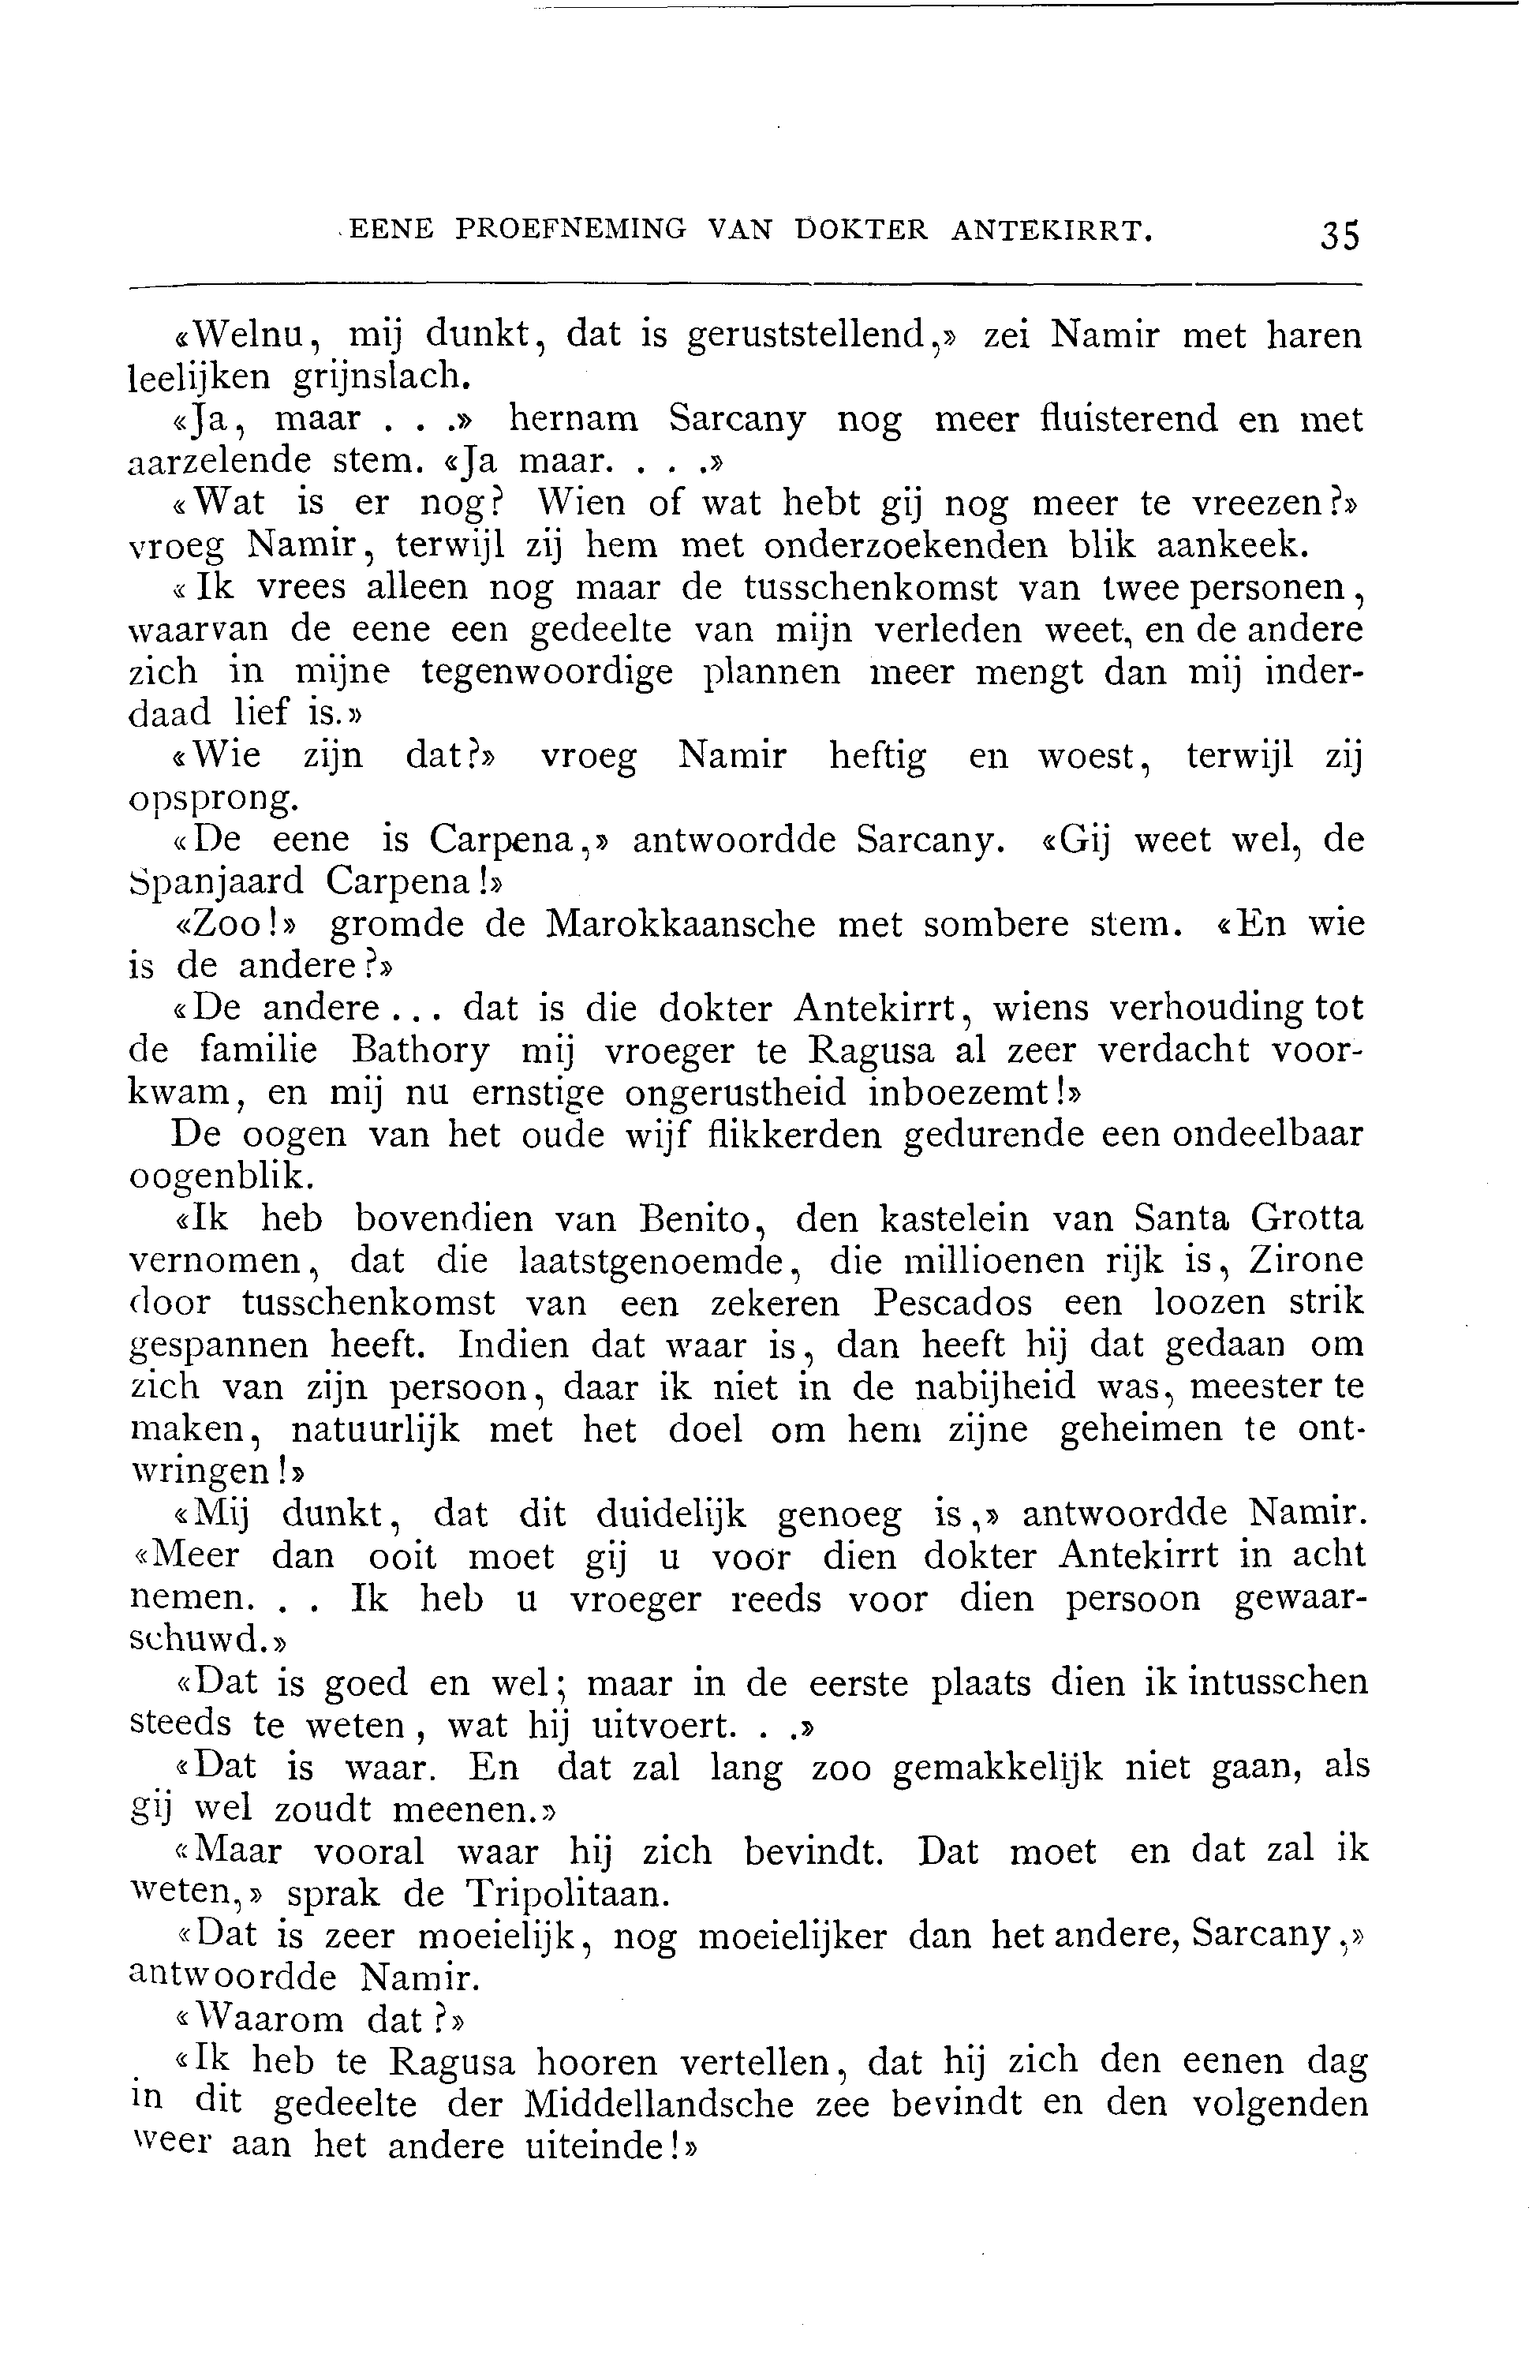 EENE PROEFNEMING VAN DOKTER ANTEKIRRT. 35
«Welnu, mij dunkt, dat is geruststellend,» zei Namir met haren
leelijken grijnslach.
«Ja, maar . . .» hernam Sarcany nog meer fluisterend en met
aarzelende stem. «Ja maar. . . .»
«Wat is er nog? Wien of wat hebt gij nog meer te vreezen?»
vroeg Namir, terwijl zij hem met onderzoekenden blik aankeek.
«Ik vrees alleen nog maar de tusschenkomst van twee personen,
waarvan de eene een gedeelte van mijn verleden weet, en de andere
zich in mijne tegenwoordige plannen meer mengt dan mij inder-
daad lief is.»
«Wie zijn dat?» vroeg Namir heftig en woest, terwijl zij
opsprong.
«De eene is Carpena,» antwoordde Sarcany. «Gij weet wel, de
Spanjaard Carpena!»
«Zoo!» gromde de Marokkaansche met sombere stem. «En wie
is de andere?»
«De andere ... dat is die dokter Antekirrt, wiens verhouding tot
de familie Bathory mij vroeger te Ragusa al zeer verdacht voor-
kwam, en mij nu ernstige ongerustheid inboezemt!»
De oogen van het oude wijf flikkerden gedurende een ondeelbaar
oogenblik.
«Ik heb bovendien van Benito, den kastelein van Santa Grotta
vernomen, dat die laatstgenoemde, die millioenen rijk is, Zirone
door tusschenkomst van een zekeren Pescados een loozen strik
gespannen heeft. Indien dat waar is, dan heeft hij dat gedaan om
zich van zijn persoon, daar ik niet in de nabijheid was, meester te
maken, natuurlijk met het doel om hem zijne geheimen te ont-
wringen!»
«Mij dunkt, dat dit duidelijk genoeg is,» antwoordde Namir.
«Meer dan ooit moet gij u voor dien dokter Antekirrt in acht
nemen. . . Ik heb u vroeger reeds voor dien persoon gewaar-
schuwd.»
«Dat is goed en wel; maar in de eerste plaats dien ik intusschen
steeds te weten, wat hij uitvoert. . .»
«Dat is waar. En dat zal lang zoo gemakkelijk niet gaan, als
gij wel zoudt meenen.»
«Maar vooral waar hij zich bevindt. Dat moet en dat zal ik
weten,» sprak de Tripolitaan.
«Dat is zeer moeielijk, nog moeielijker dan het andere, Sarcany,»
antwoordde Namir.
«Waarom dat?»
«Ik heb te Ragusa hooren vertellen, dat hij zich den eenen dag
in dit gedeelte der Middellandsche zee bevindt en den volgenden
weer aan het andere uiteinde!»